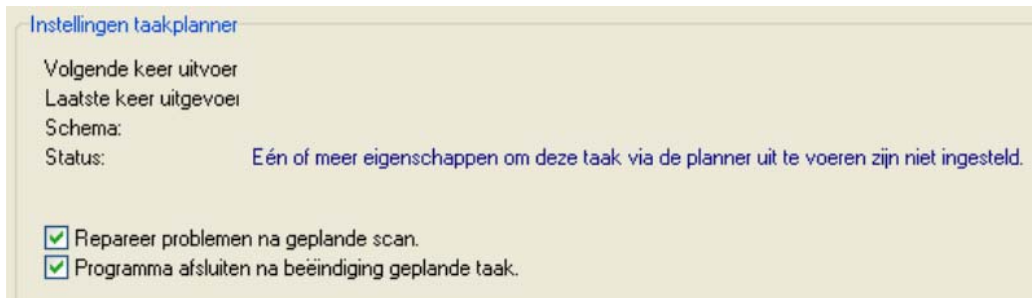 Instellingen taakplanner
Volgende keer uitvoer
Laatste keer uitgevoer
Schema:
Status: Eén of meer eigenschappen om deze taak via de planner uit te voeren zijn niet ingesteld.
Repareer problemen na geplande scan.
Programma afsluiten na beëindiging geplande taak.